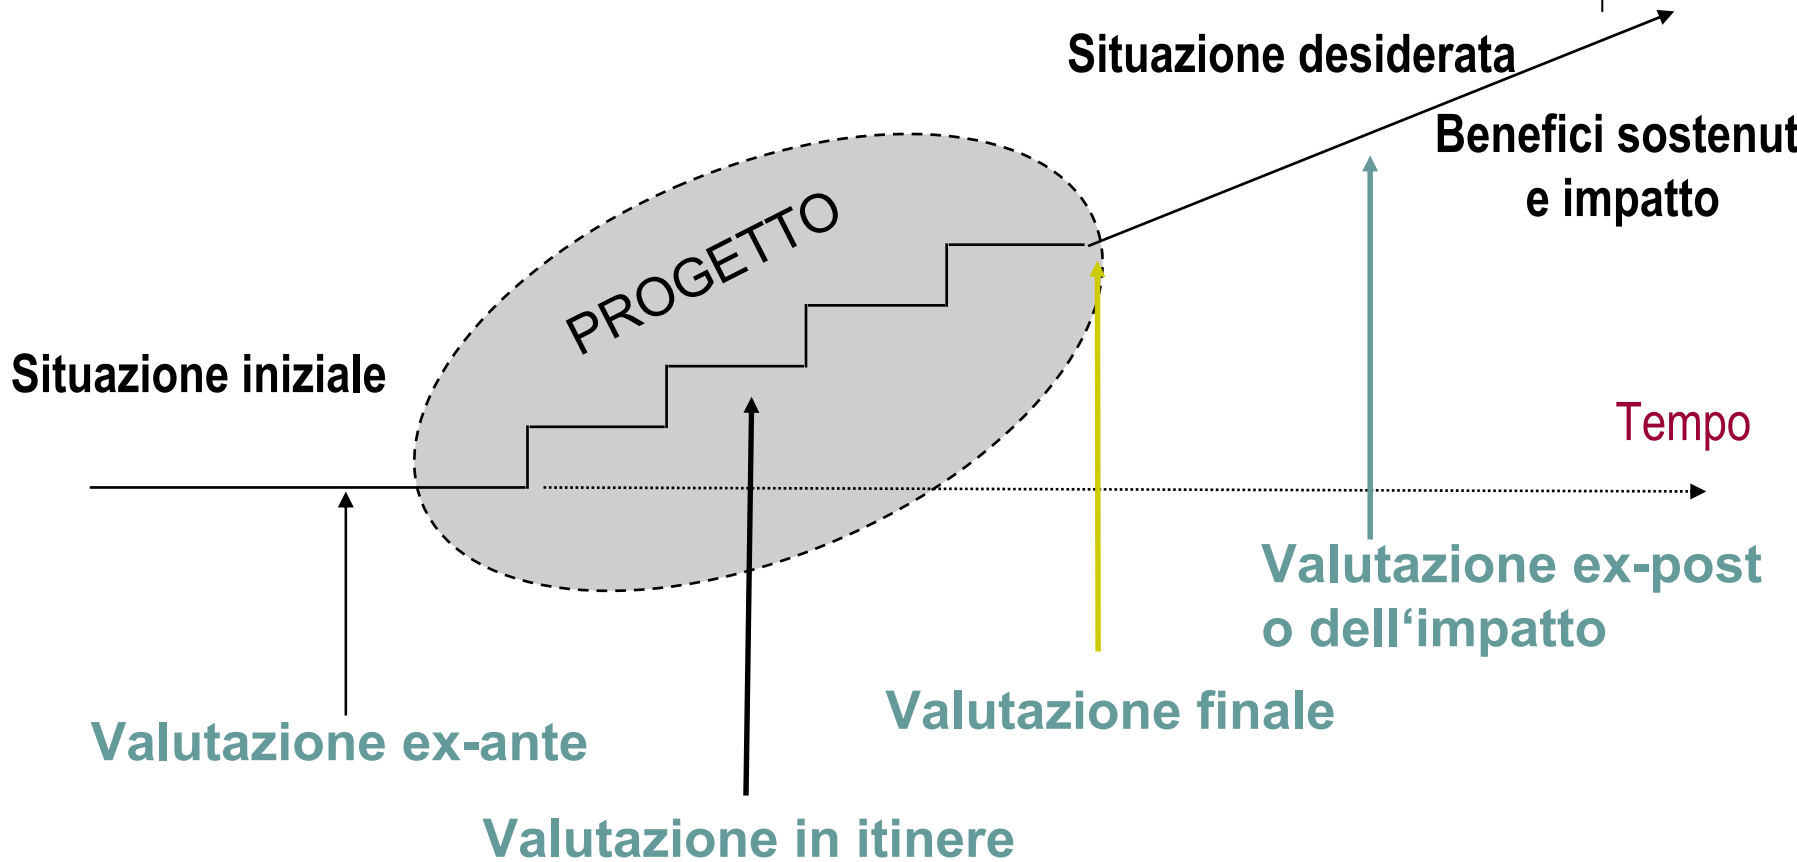 Situazione desiderata
Benefici sostenut
e impatto
PROGETTO
Situazione iniziale
Tempo
Valutazione ex-post
o dell‘impatto
Valutazione finale
Valutazione ex-ante
Valutazione in itinere